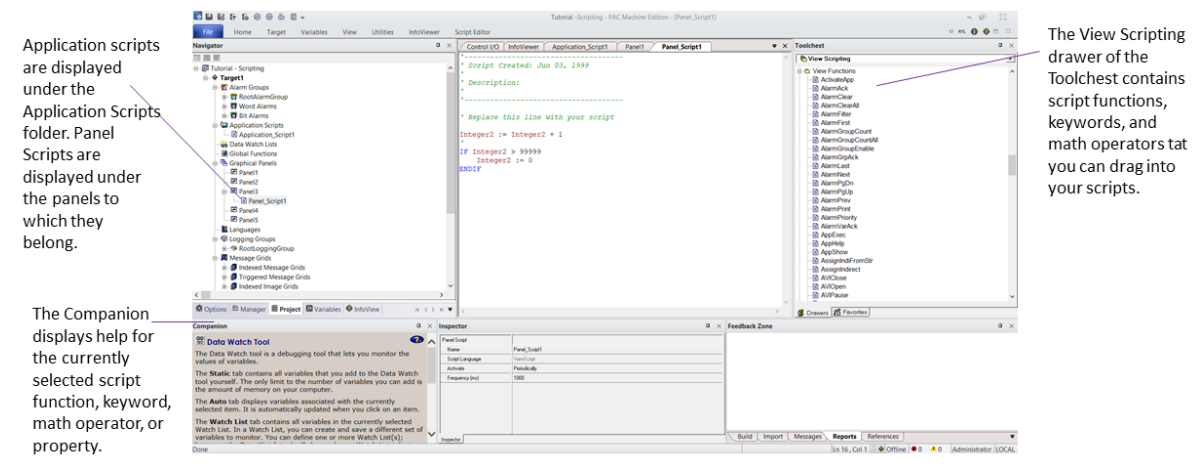 Application scripts
are displayed
under the
Application Scripts
folder. Panel
Scripts are
displayed under
the panels to
which they
belong.
The Companion
displays help for
the currently
selected script
function, keyword,
math operator, or
property.
Tutorial -Scripting - PAC Machine Edition - [Panel_Script1]
File Home Target Variables View Utilities InfoViewer Script Editor
Navigator
Tutorial - Scripting
Target1
Alarm Groups
RootAlarmGroup
Word Alarms
Bit Alarms
Application Scripts
Application_Script1
Data Watch Lists
Global Functions
Graphical Panels
Panel1
Panel2
Panel3
Panel_Script1
Panel4
Panel5
Languages
Logging Groups
RootLoggingGroup
Message Grids
Indexed Message Grids
Triggered Message Grids
Indexed Image Grids
Options Manager Project Variables InfoView
Control I/O InfoViewer Application_Script1 Panel1 Panel_Script1
'-----------------------------------
' Script Created: Jun 03, 1999
'
' Description:
'
'-----------------------------------
' Replace this line with your script
Integer2 := Integer2 + 1
'
IF Integer2 > 99999
Integer2 := 0
ENDIF
Toolchest
View Scripting
View Functions
ActivateApp
AlarmAck
AlarmClear
AlarmClearAll
AlarmFilter
AlarmFirst
AlarmGroupCount
AlarmGroupCountAll
AlarmGroupEnable
AlarmGrpAck
AlarmLast
AlarmNext
AlarmPgDn
AlarmPgUp
AlarmPrev
AlarmPrint
AlarmPriority
AlarmVarAck
AppExec
AppHelp
AppShow
AssignIndiFromStr
AssignIndirect
AVIClose
AVIOpen
AVIPause
Drawers Favorites
Companion
Data Watch Tool
The Data Watch tool is a debugging tool that lets you monitor the
values of variables.
The Static tab contains all variables that you add to the Data Watch
tool yourself. The only limit to the number of variables you can add is
the amount of memory on your computer.
The Auto tab displays variables associated with the currently
selected item. It is automatically updated when you click on an item.
The Watch List tab contains all variables in the currently selected
Watch List. In a Watch List, you can create and save a different set of
variables to monitor. You can define one or more Watch List(s);
Inspector
Panel Script
Name Panel_Script1
Script Language ViewScript
Activate Periodically
Frequency (ms) 1000
Inspector
Feedback Zone
Build Import Messages Reports References
Done
Ln 16 , Col 1 Offline 0 0 Administrator LOCAL
The View Scripting
drawer of the
Toolchest contains
script functions,
keywords, and
math operators tat
you can drag into
your scripts.